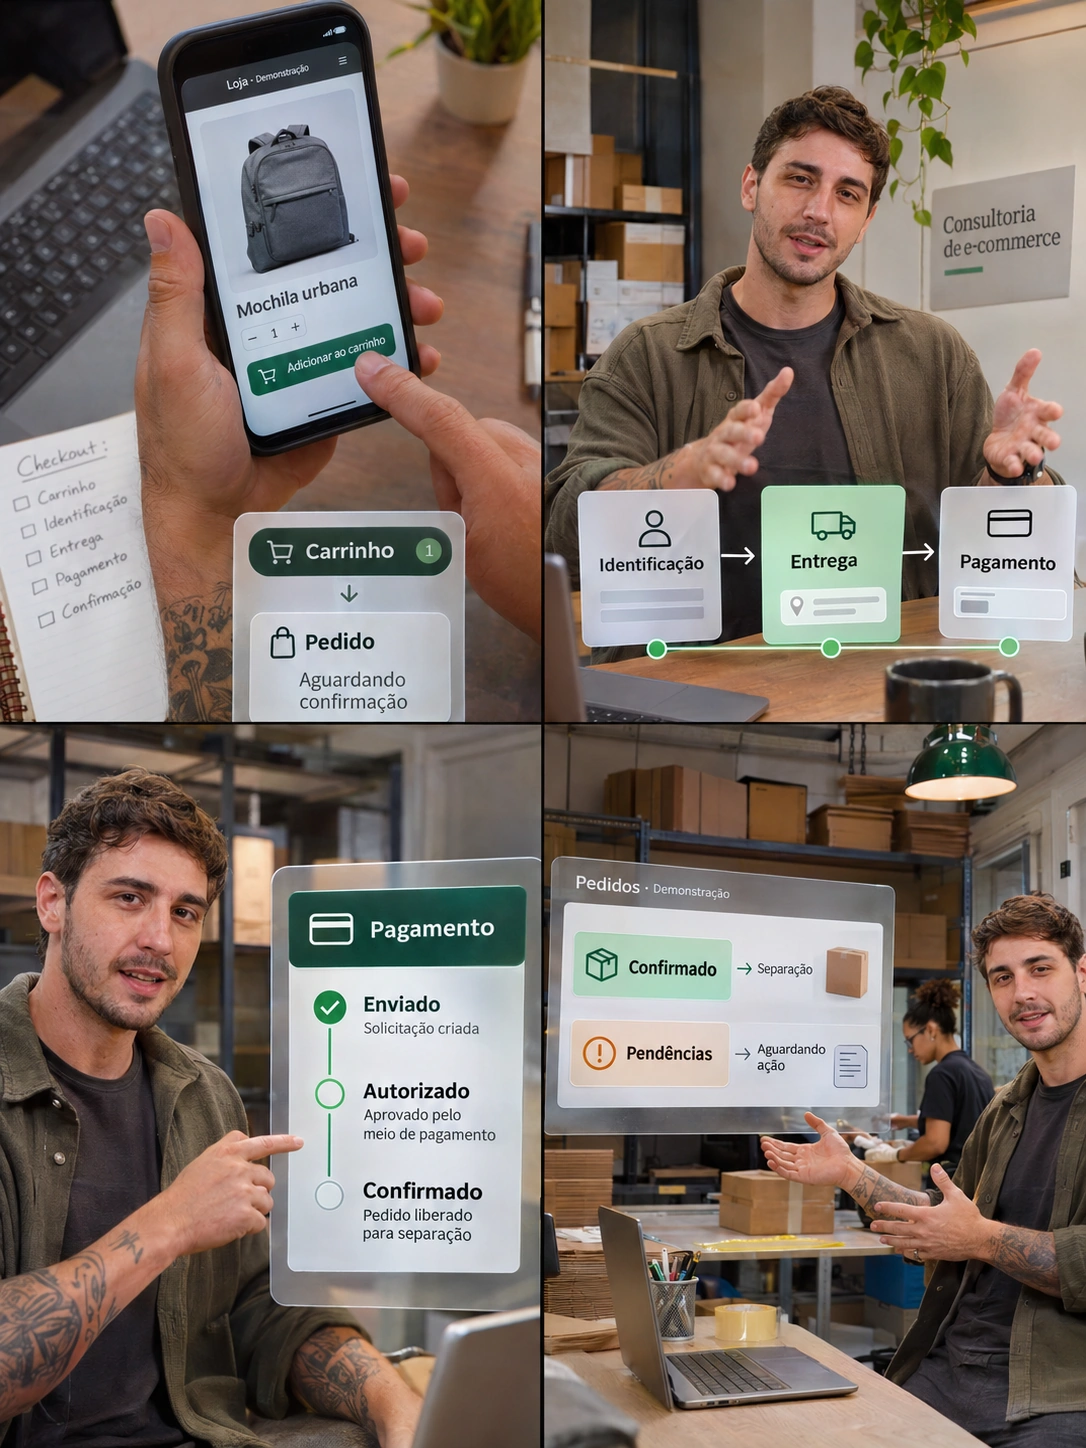 Loja · Demonstração
Mochila urbana
− 1 +
Adicionar ao carrinho
Checkout:
Carrinho
Identificação
Entrega
Pagamento
Confirmação
Carrinho 1
Pedido
Aguardando
confirmação
Consultoria
de e-commerce
Identificação
Entrega
Pagamento
Pagamento
Enviado
Solicitação criada
Autorizado
Aprovado pelo
meio de pagamento
Confirmado
Pedido liberado
para separação
Pedidos · Demonstração
Confirmado
Separação
Pendências
Aguardando
ação